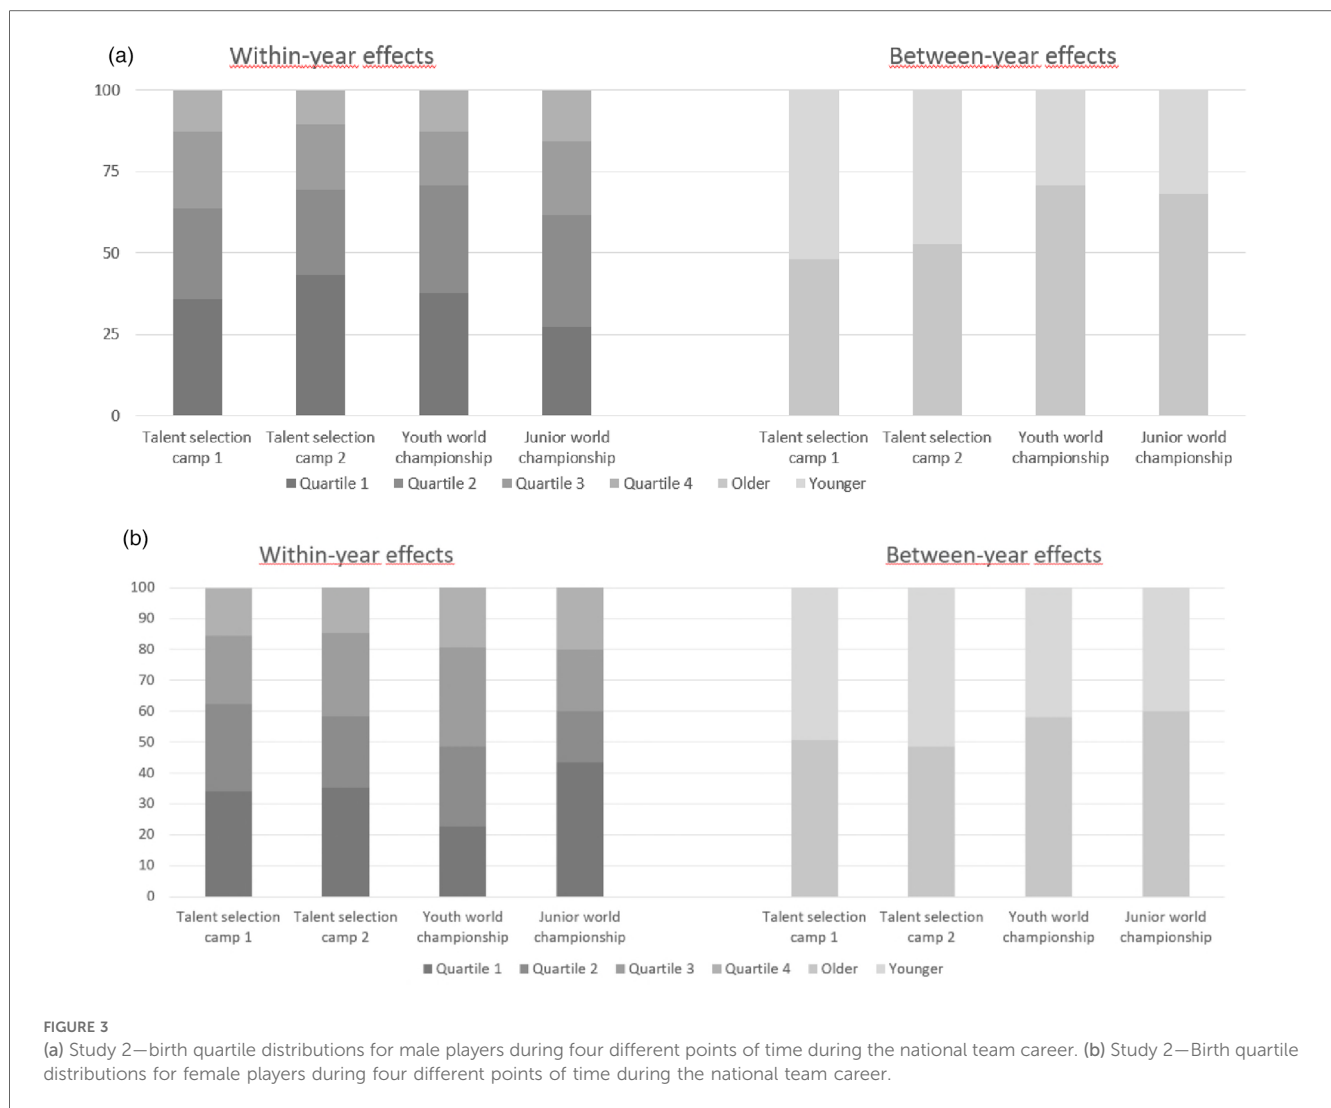 (a)
Within-year effects
Between-year effects
100
75
50
25
0
Talent selection camp 1
Talent selection camp 2
Youth world championship
Junior world championship
Talent selection camp 1
Talent selection camp 2
Youth world championship
Junior world championship
Quartile 1 Quartile 2 Quartile 3 Quartile 4 Older Younger
(b)
Within-year effects
Between-year effects
100
90
80
70
60
50
40
30
20
10
0
Talent selection camp 1
Talent selection camp 2
Youth world championship
Junior world championship
Talent selection camp 1
Talent selection camp 2
Youth world championship
Junior world championship
Quartile 1 Quartile 2 Quartile 3 Quartile 4 Older Younger
FIGURE 3
(a) Study 2—birth quartile distributions for male players during four different points of time during the national team career. (b) Study 2—Birth quartile
distributions for female players during four different points of time during the national team career.